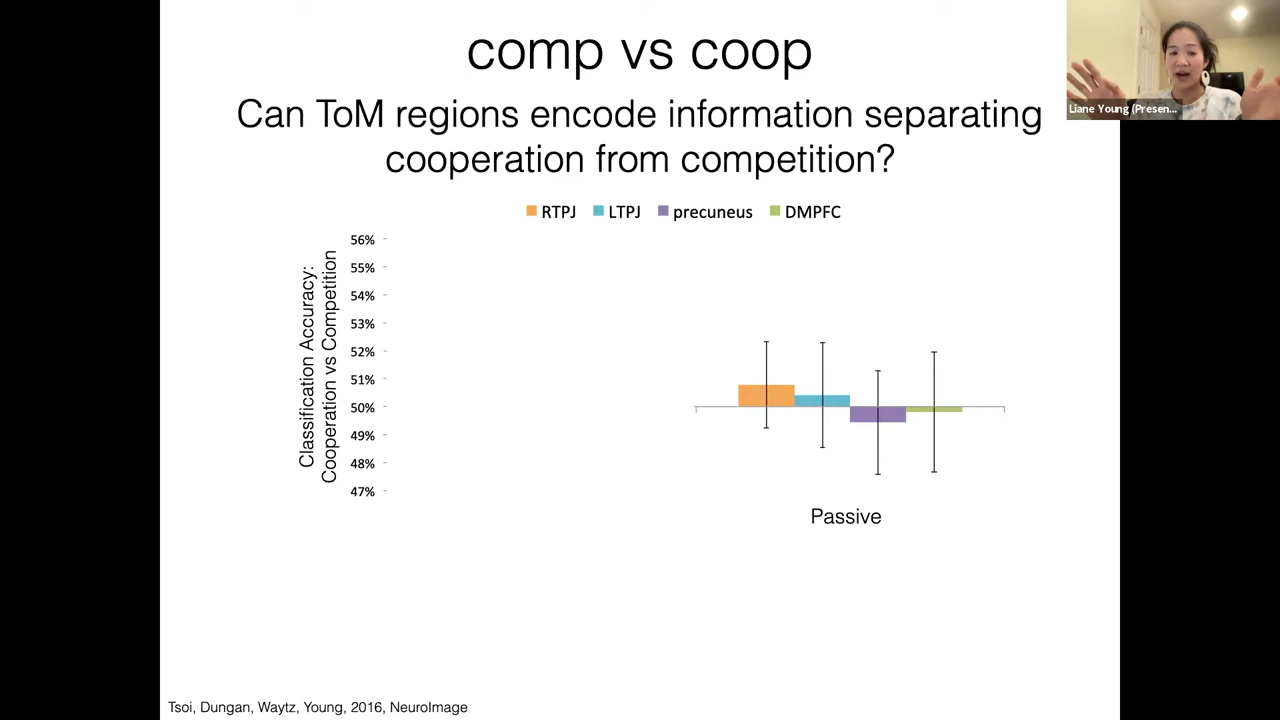 comp vs coop
Liane Young (Presen...
Can ToM regions encode information separating
cooperation from competition?
RTPJ LTPJ precuneus DMPFC
Classification Accuracy:
Cooperation vs Competition
56%
55%
54%
53%
52%
51%
50%
49%
48%
47%
Passive
Tsoi, Dungan, Waytz, Young, 2016, NeuroImage